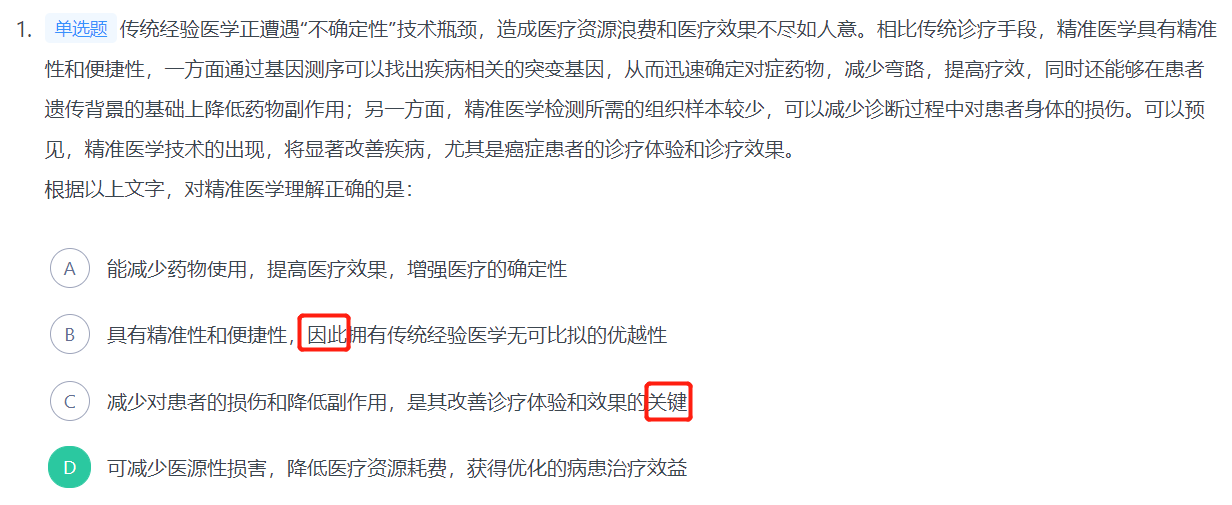 1. 单选题 传统经验医学正遭遇“不确定性”技术瓶颈，造成医疗资源浪费和医疗效果不尽如人意。相比传统诊疗手段，精准医学具有精准
性和便捷性，一方面通过基因测序可以找出疾病相关的突变基因，从而迅速确定对症药物，减少弯路，提高疗效，同时还能够在患者
遗传背景的基础上降低药物副作用；另一方面，精准医学检测所需的组织样本较少，可以减少诊断过程中对患者身体的损伤。可以预
见，精准医学技术的出现，将显著改善疾病，尤其是癌症患者的诊疗体验和诊疗效果。
根据以上文字，对精准医学理解正确的是：
A 能减少药物使用，提高医疗效果，增强医疗的确定性
B 具有精准性和便捷性，因此拥有传统经验医学无可比拟的优越性
C 减少对患者的损伤和降低副作用，是其改善诊疗体验和效果的关键
D 可减少医源性损害，降低医疗资源耗费，获得优化的病患治疗效益